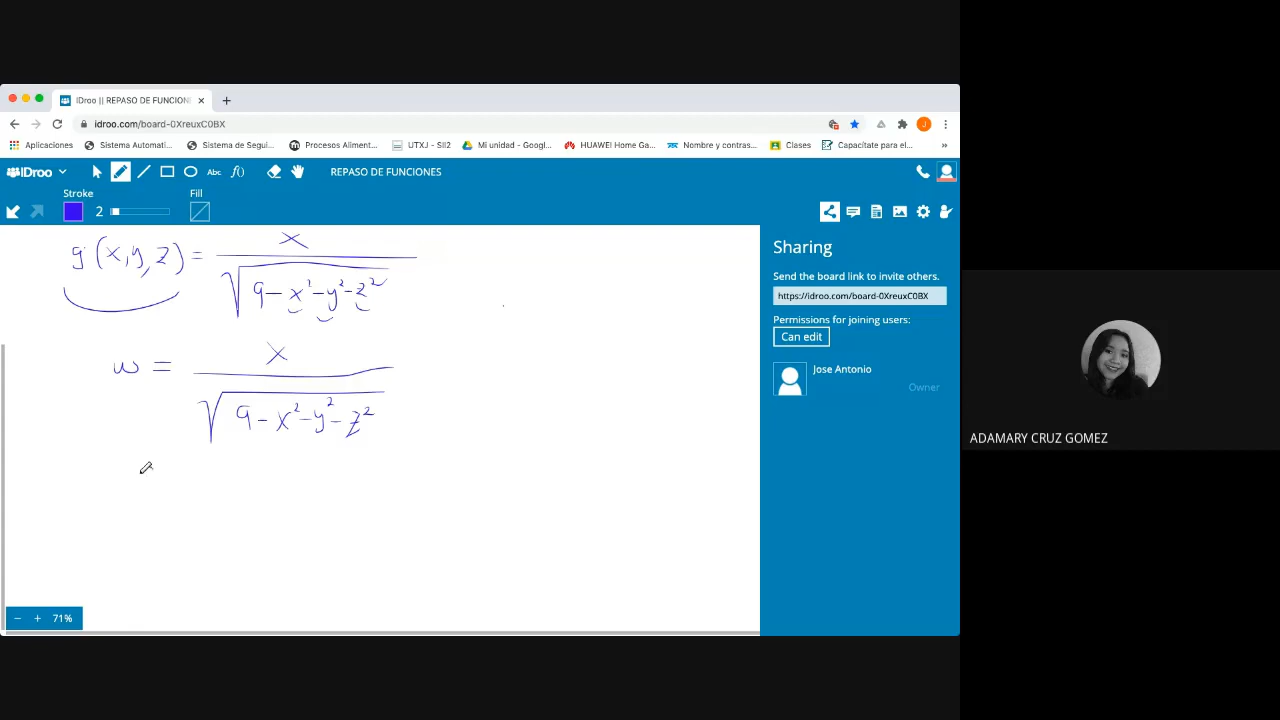 IDroo || REPASO DE FUNCIONE
idroo.com/board-0XreuxC0BX
Aplicaciones
Sistema Automati...
Sistema de Segui...
Procesos Aliment...
UTXJ - SII2
Mi unidad - Googl...
HUAWEI Home Ga...
Nombre y contras...
Clases
Capacítate para el...
»
IDroo
Abc
f()
REPASO DE FUNCIONES
Stroke
2
Fill
g(x,y,z) = x / √(9-x²-y²-z²)
w = x / √(9-x²-y²-z²)
71%
Sharing
Send the board link to invite others.
https://idroo.com/board-0XreuxC0BX
Permissions for joining users:
Can edit
Jose Antonio
Owner
ADAMARY CRUZ GOMEZ